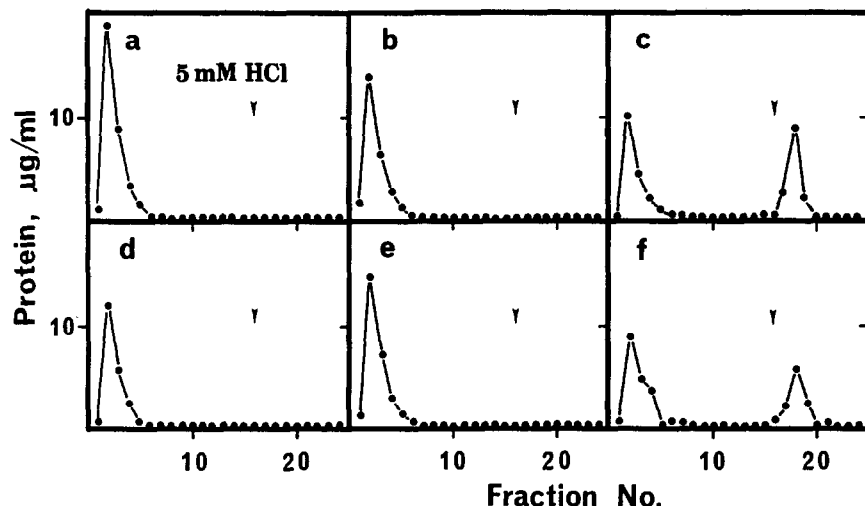 a b c
5 mM HCl
10
d e f
10
Protein, µg/ml
10 20 10 20 10 20
Fraction No.